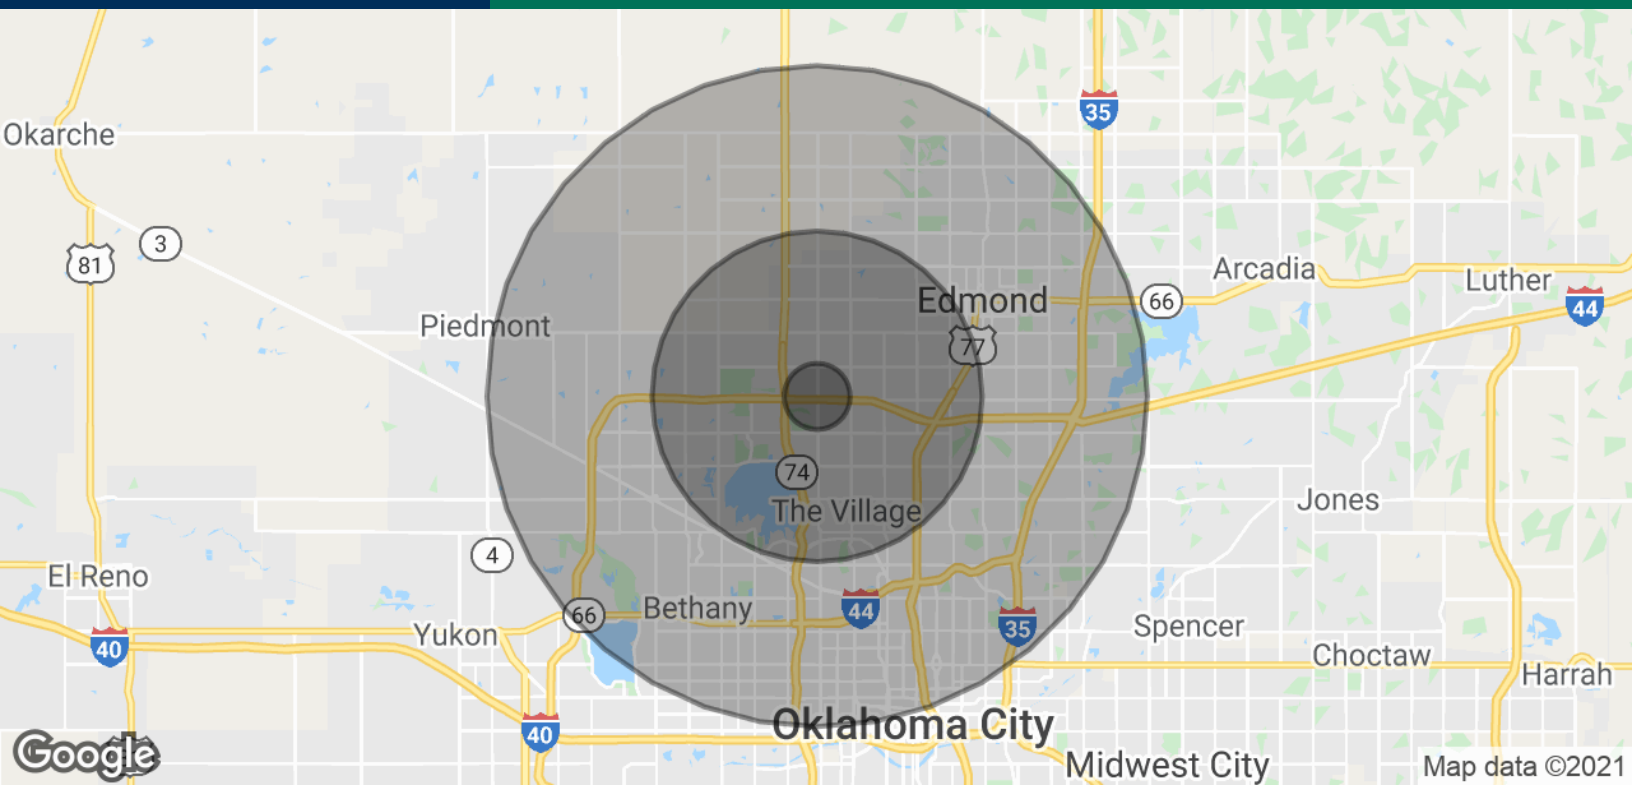 35
Okarche
3
81
Arcadia
Luther
Edmond
66
44
Piedmont
77
74
The Village
Jones
4
El Reno
66
Bethany
44
35
Spencer
Yukon
40
Choctaw
Harrah
Oklahoma City
40
Google
Midwest City
Map data ©2021